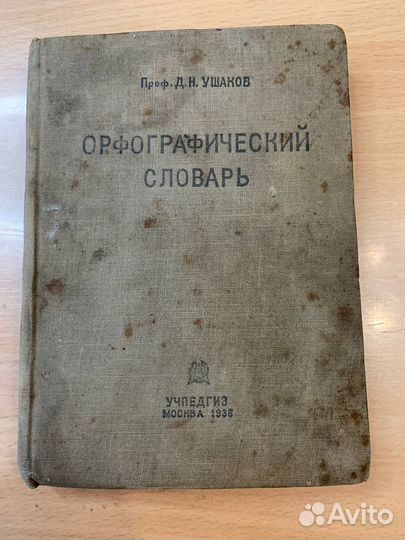 Проф. Д. Н. УШАКОВ
ОРФОГРАФИЧЕСКИЙ
СЛОВАРЬ
УЧПЕДГИЗ
МОСКВА 1936
Avito